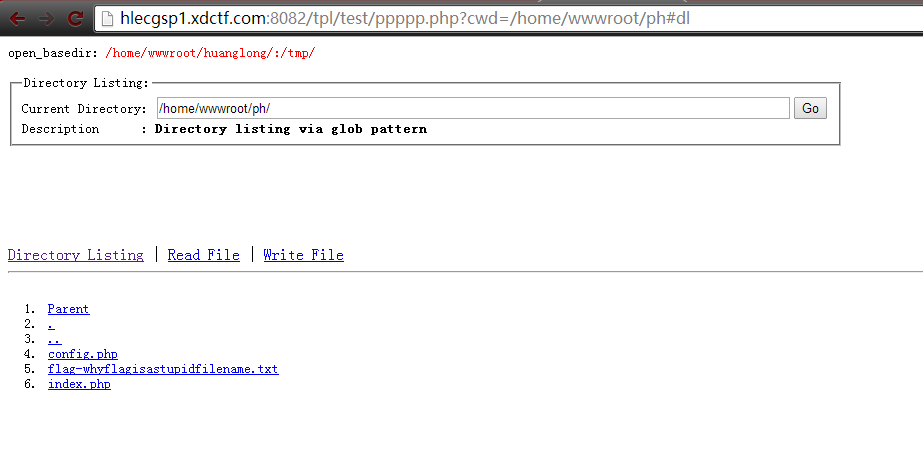 hlecgsp1.xdctf.com:8082/tpl/test/ppppp.php?cwd=/home/wwwroot/ph#dl
open_basedir: /home/wwwroot/huanglong/:/tmp/
Directory Listing:
Current Directory: /home/wwwroot/ph/ Go
Description : Directory listing via glob pattern
Directory Listing | Read File | Write File
1. Parent
2. .
3. ..
4. config.php
5. flag-whyflagisastupidfilename.txt
6. index.php